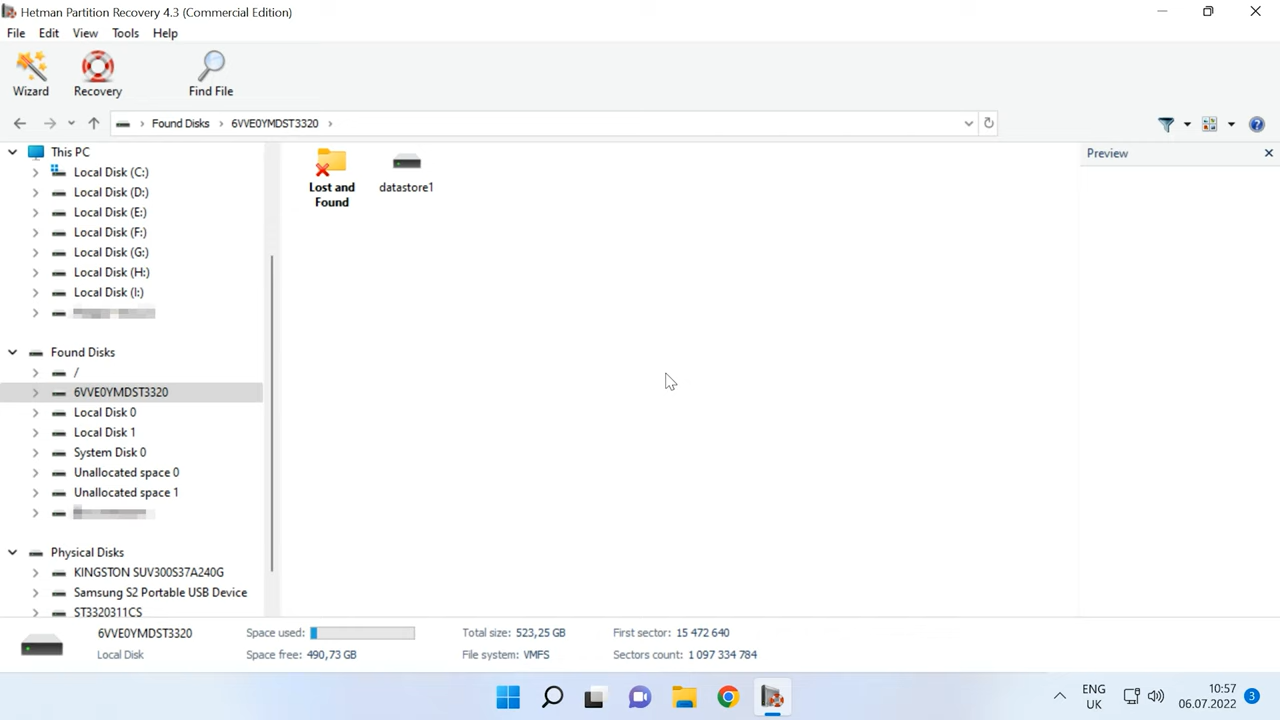 Hetman Partition Recovery 4.3 (Commercial Edition)
File Edit View Tools Help
Wizard Recovery Find File
Found Disks 6VVE0YMDST3320
This PC
Local Disk (C:)
Local Disk (D:)
Local Disk (E:)
Local Disk (F:)
Local Disk (G:)
Local Disk (H:)
Local Disk (I:)
Found Disks
/
6VVE0YMDST3320
Local Disk 0
Local Disk 1
System Disk 0
Unallocated space 0
Unallocated space 1
Physical Disks
KINGSTON SUV300S37A240G
Samsung S2 Portable USB Device
ST3320311CS
Lost and
Found
datastore1
Preview
6VVE0YMDST3320 Space used: Total size: 523,25 GB First sector: 15 472 640
Local Disk Space free: 490,73 GB File system: VMFS Sectors count: 1 097 334 784
ENG
UK
10:57
06.07.2022
3